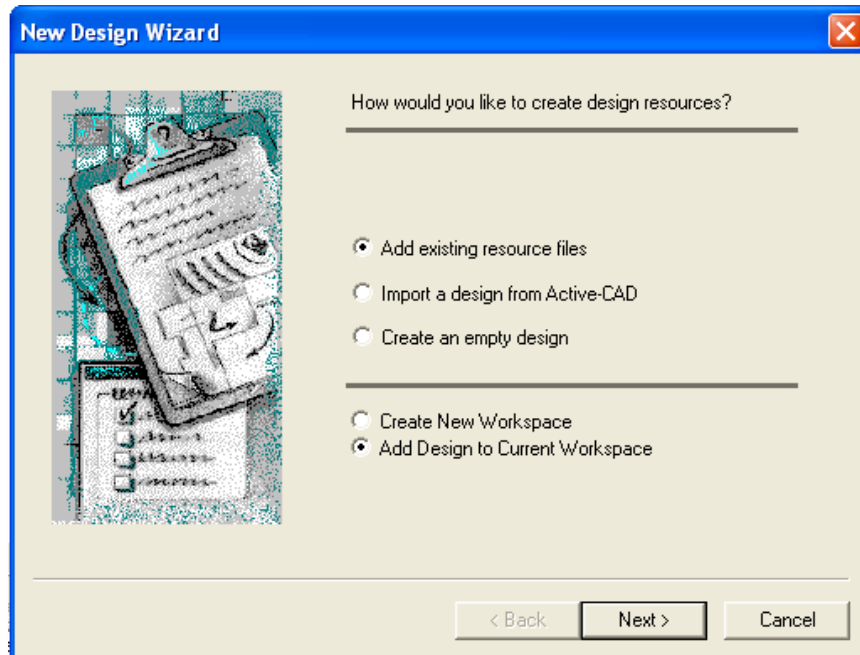 New Design Wizard
How would you like to create design resources?
Add existing resource files
Import a design from Active-CAD
Create an empty design
Create New Workspace
Add Design to Current Workspace
< Back
Next >
Cancel